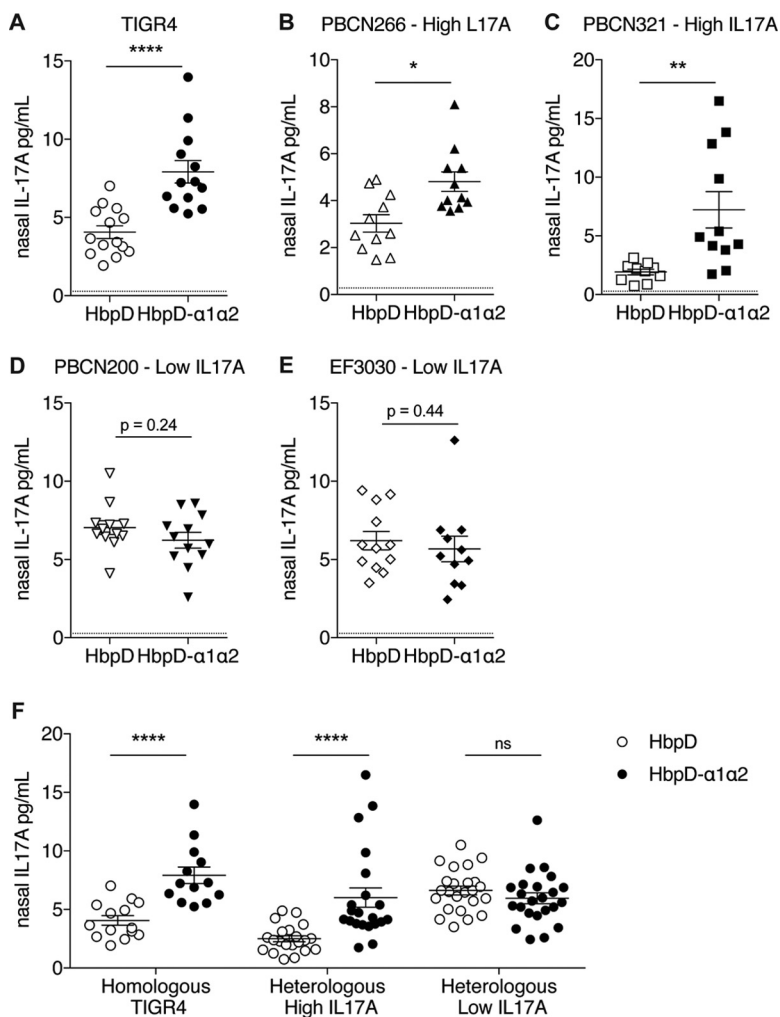 A
TIGR4
****
nasal IL-17A pg/mL
15
10
5
0
HbpD
HbpD-α1α2
B
PBCN266 - High L17A
*
nasal IL-17A pg/mL
10
8
6
4
2
0
HbpD
HbpD-α1α2
C
PBCN321 - High IL17A
**
nasal IL-17A pg/mL
20
15
10
5
0
HbpD
HbpD-α1α2
D
PBCN200 - Low IL17A
p = 0.24
nasal IL-17A pg/mL
15
10
5
0
HbpD
HbpD-α1α2
E
EF3030 - Low IL17A
p = 0.44
nasal IL-17A pg/mL
15
10
5
0
HbpD
HbpD-α1α2
F
****
****
ns
nasal IL17A pg/mL
20
15
10
5
0
Homologous
TIGR4
Heterologous
High IL17A
Heterologous
Low IL17A
HbpD
HbpD-α1α2